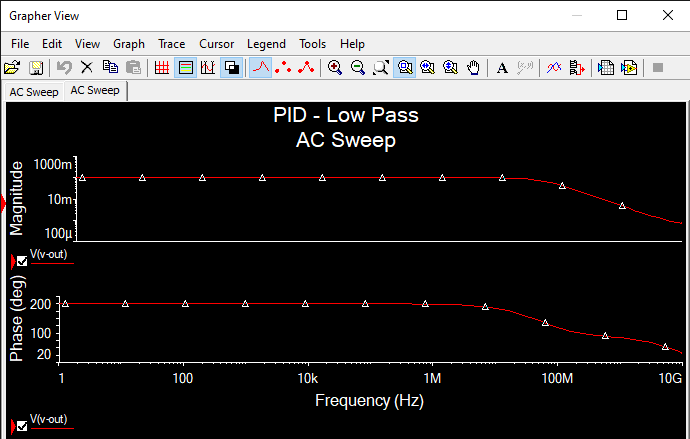 Grapher View
File Edit View Graph Trace Cursor Legend Tools Help
AC Sweep AC Sweep
PID - Low Pass
AC Sweep
Magnitude
1000m
10m
100µ
V(v-out)
Phase (deg)
200
100
20
1 100 10k 1M 100M 10G
Frequency (Hz)
V(v-out)